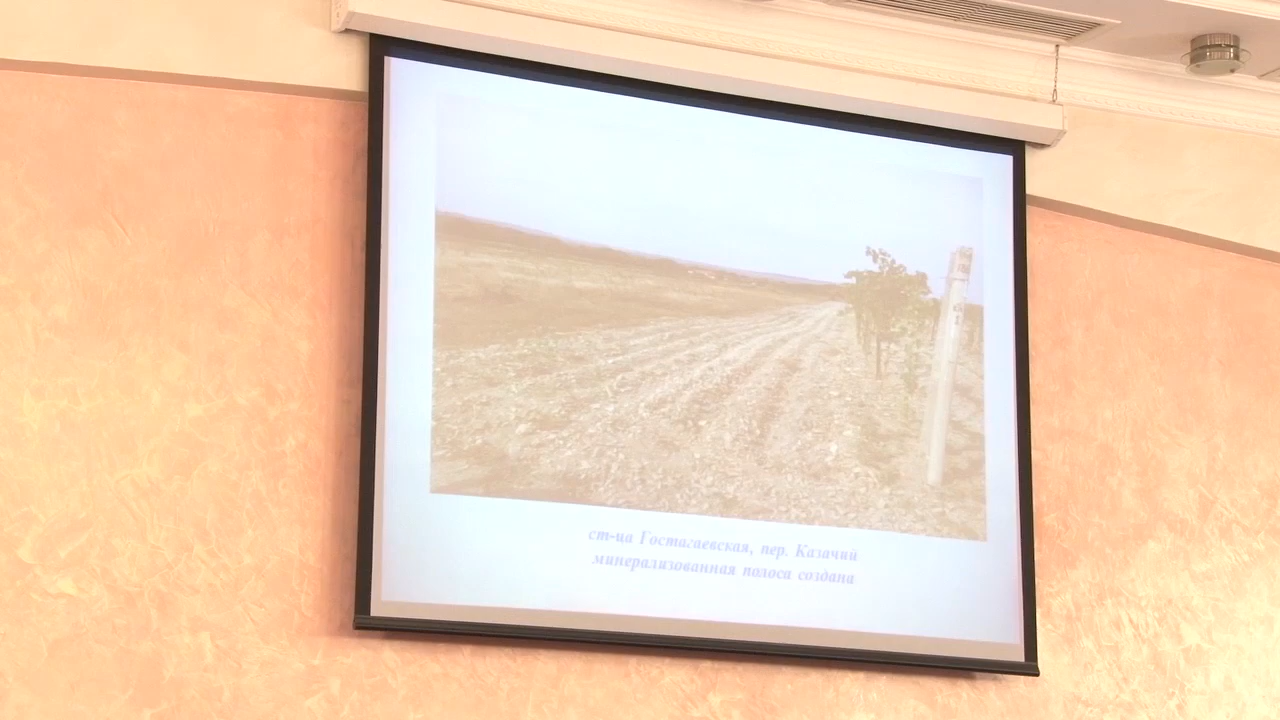 ст-ца Гостагаевская, пер. Казачий
минерализованная полоса создана